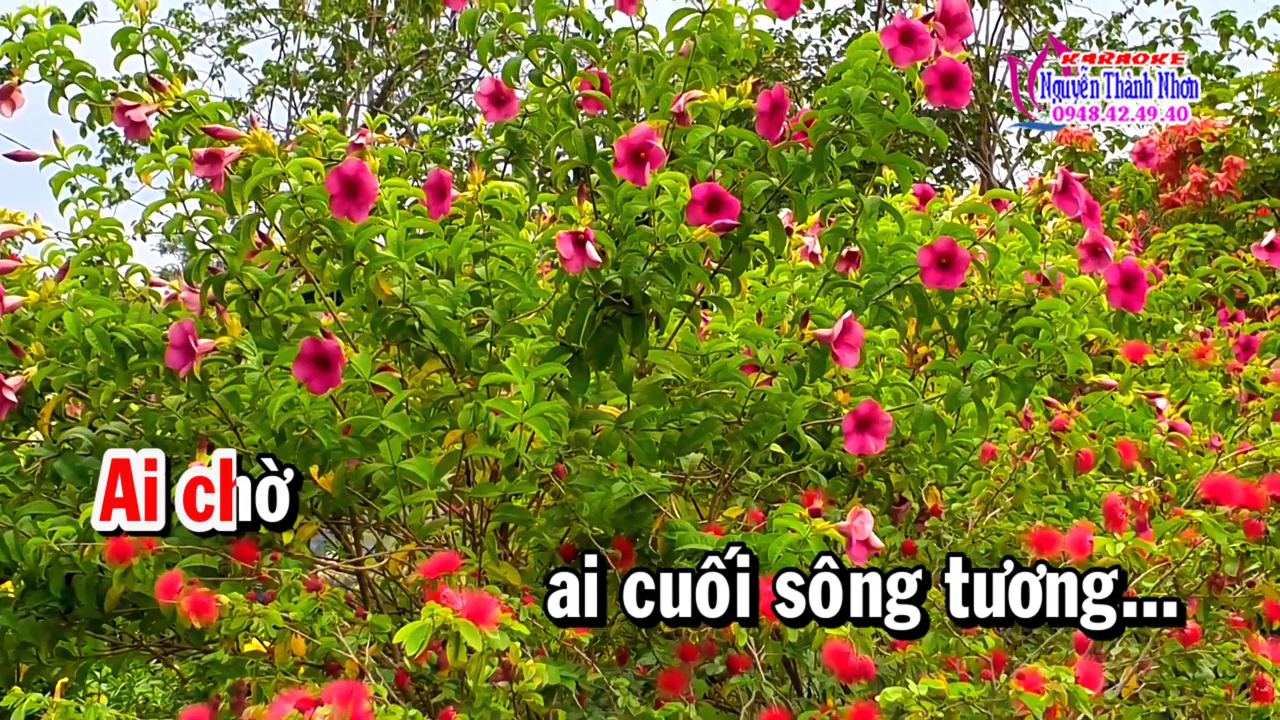 KARAOKE
Nguyễn Thành Nhơn
0948.42.49.40
Ai chờ
ai cuối sông tương...